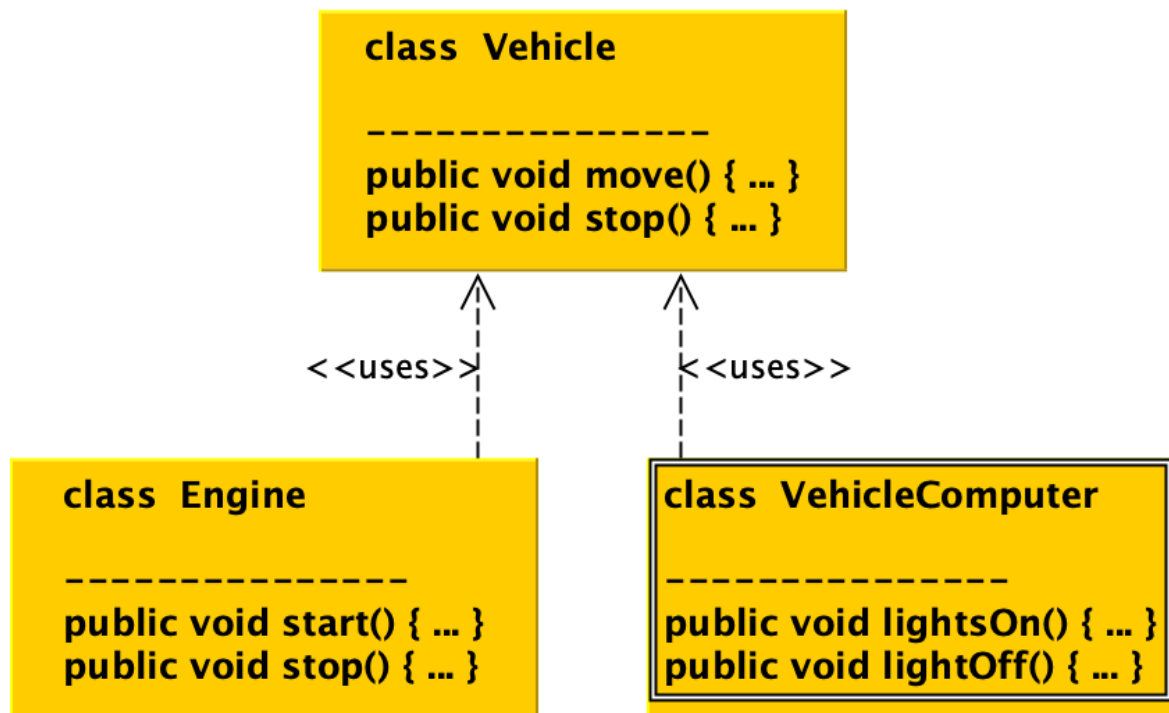 class Vehicle
---------------
public void move() { ... }
public void stop() { ... }
<<uses>>
<<uses>>
class Engine
---------------
public void start() { ... }
public void stop() { ... }
class VehicleComputer
---------------
public void lightsOn() { ... }
public void lightOff() { ... }